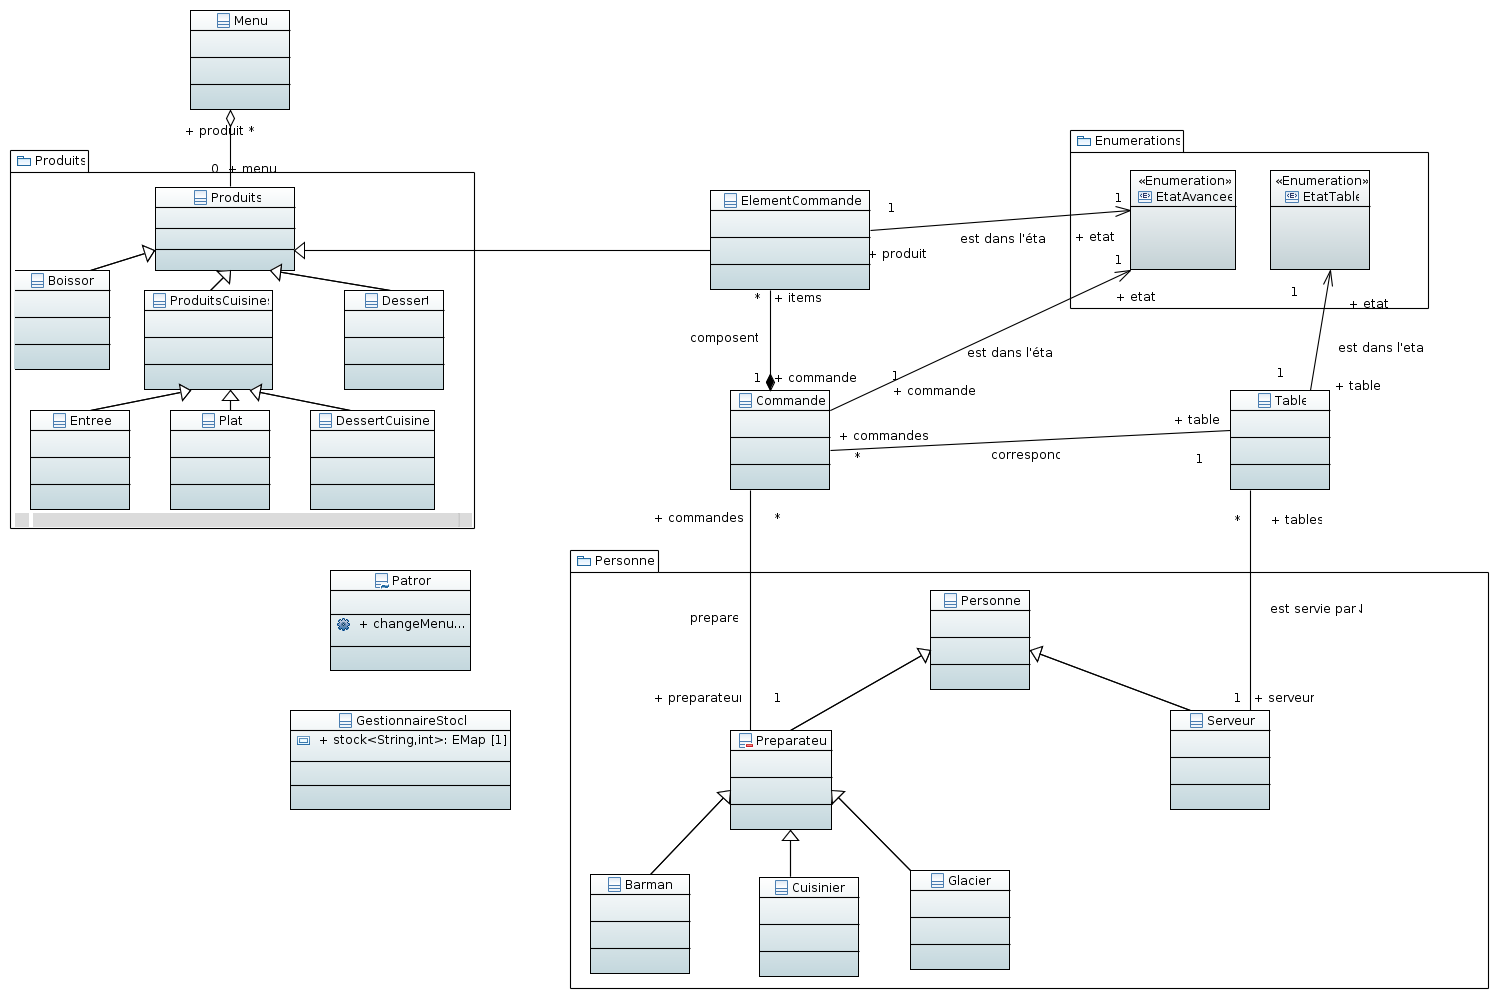 Menu
+ produit *
0 + menu
Produits
Produits
Boisson
ProduitsCuisines
Dessert
Entree
Plat
DessertCuisine
ElementCommande
1
1
est dans l'éta
+ etat
+ produit
Enumerations
«Enumeration»
EtatAvancee
«Enumeration»
EtatTable
1
+ etat
* + items
composent
1 + commande
est dans l'éta
1
+ commande
1
+ etat
est dans l'eta
1
+ table
Commande
Table
+ commandes
*
correspond
+ table
1
+ commandes *
* + tables
Patror
+ changeMenu...
GestionnaireStocl
+ stock<String,int>: EMap [1]
Personne
prepare
est servie par
+ preparateur 1
1 + serveur
Personne
Preparateu
Serveur
Barman
Cuisinier
Glacier